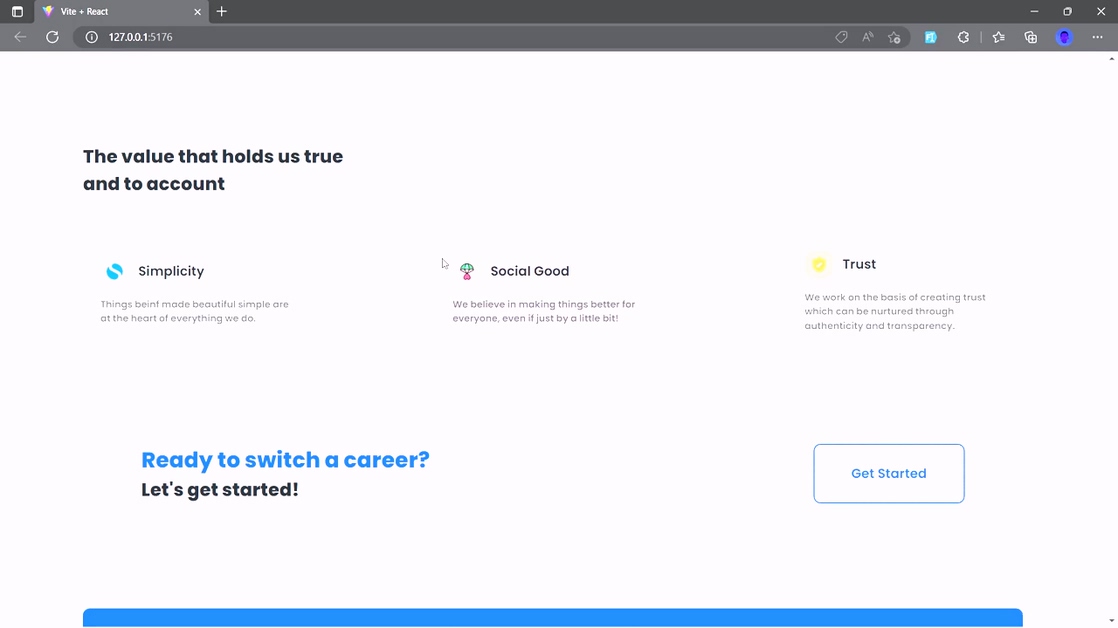 Vite + React
127.0.0.1:5176
The value that holds us true
and to account
Simplicity
Things beinf made beautiful simple are
at the heart of everything we do.
Social Good
We believe in making things better for
everyone, even if just by a little bit!
Trust
We work on the basis of creating trust
which can be nurtured through
authenticity and transparency.
Ready to switch a career?
Let's get started!
Get Started